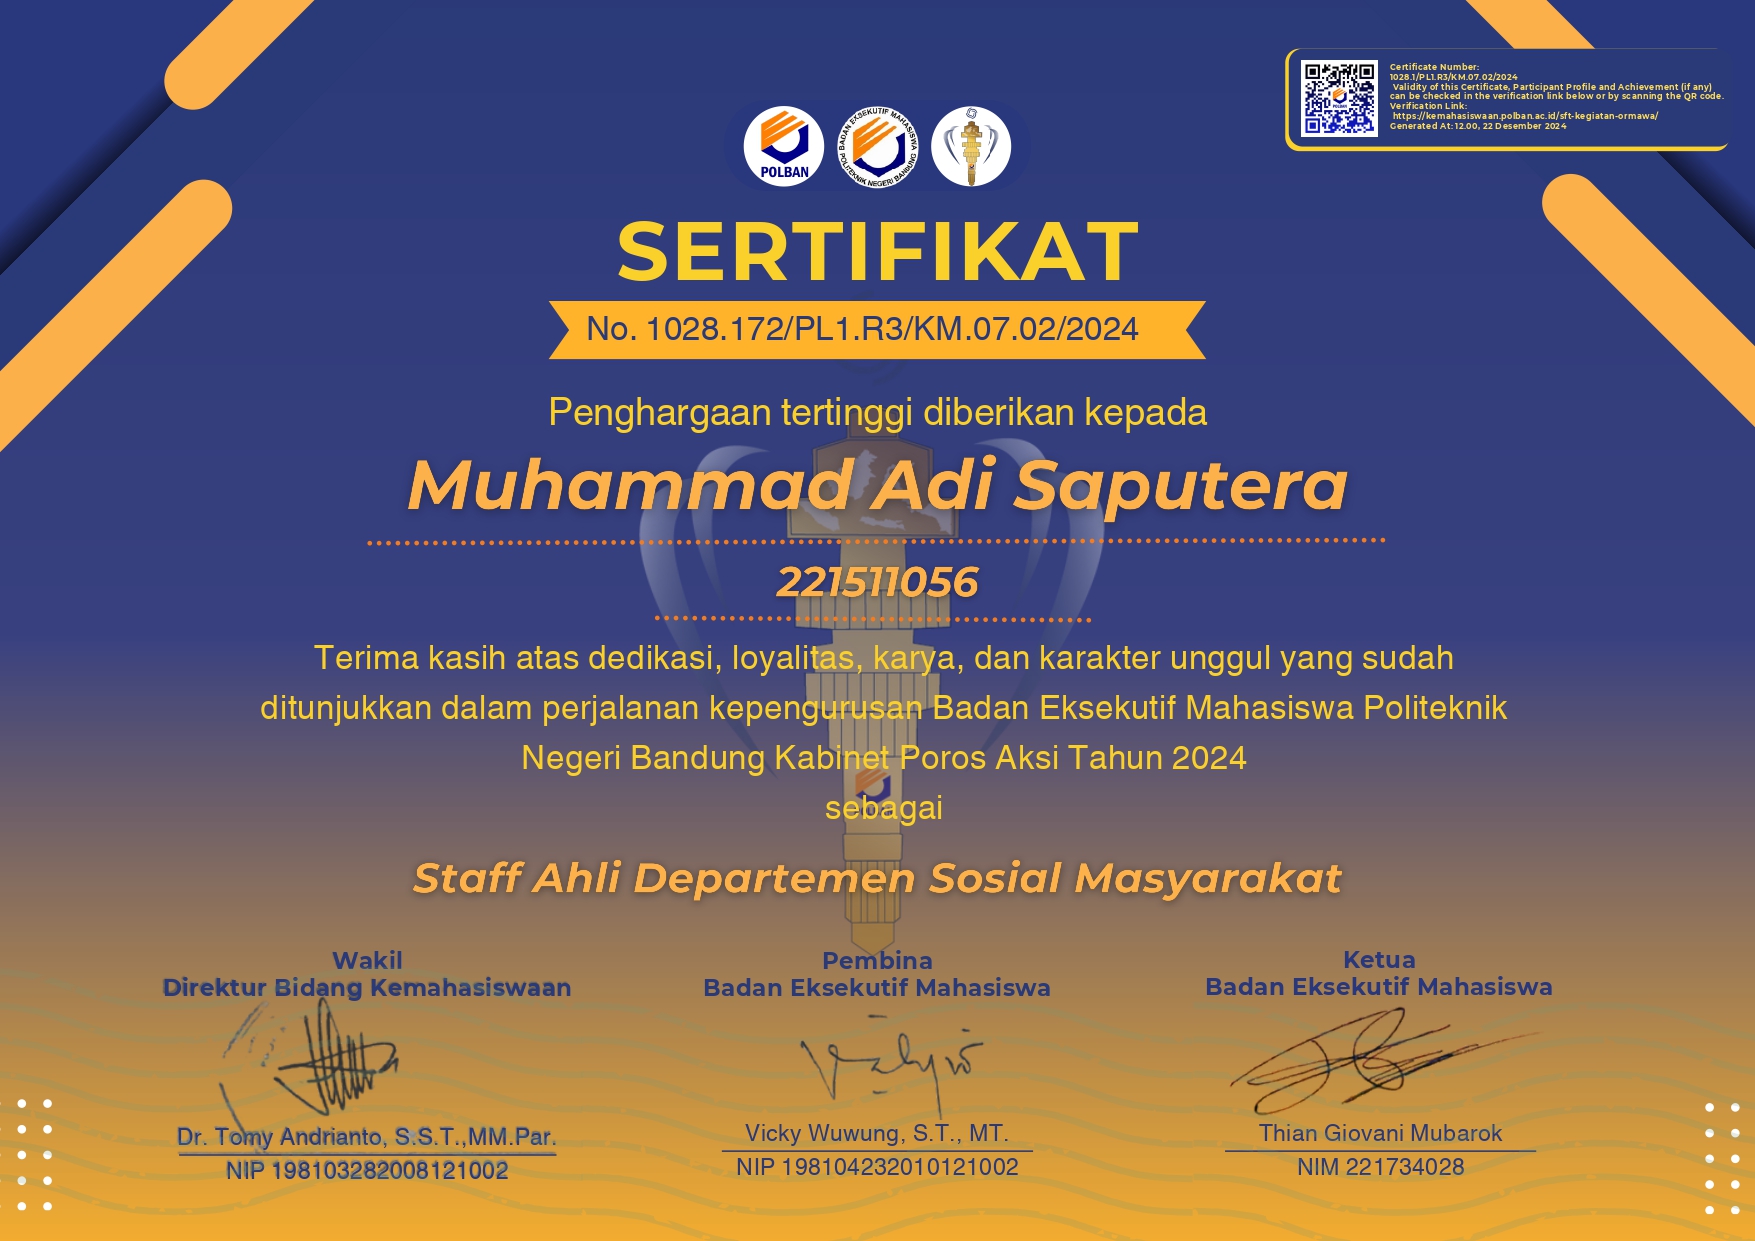 Certificate Number:
1028.1/PL1.R3/KM.07.02/2024
Validity of this Certificate, Participant Profile and Achievement (if any)
can be checked in the verification link below or by scanning the QR code.
Verification Link:
https://kemahasiswaan.polban.ac.id/sft-kegiatan-ormawa/
Generated At: 12.00, 22 Desember 2024
POLBAN
BADAN EKSEKUTIF MAHASISWA
POLITEKNIK NEGERI BANDUNG
SERTIFIKAT
No. 1028.172/PL1.R3/KM.07.02/2024
Penghargaan tertinggi diberikan kepada
Muhammad Adi Saputera
221511056
Terima kasih atas dedikasi, loyalitas, karya, dan karakter unggul yang sudah
ditunjukkan dalam perjalanan kepengurusan Badan Eksekutif Mahasiswa Politeknik
Negeri Bandung Kabinet Poros Aksi Tahun 2024
sebagai
Staff Ahli Departemen Sosial Masyarakat
Wakil
Direktur Bidang Kemahasiswaan
Dr. Tomy Andrianto, S.S.T.,MM.Par.
NIP 198103282008121002
Pembina
Badan Eksekutif Mahasiswa
Vicky Wuwung, S.T., MT.
NIP 198104232010121002
Ketua
Badan Eksekutif Mahasiswa
Thian Giovani Mubarok
NIM 221734028